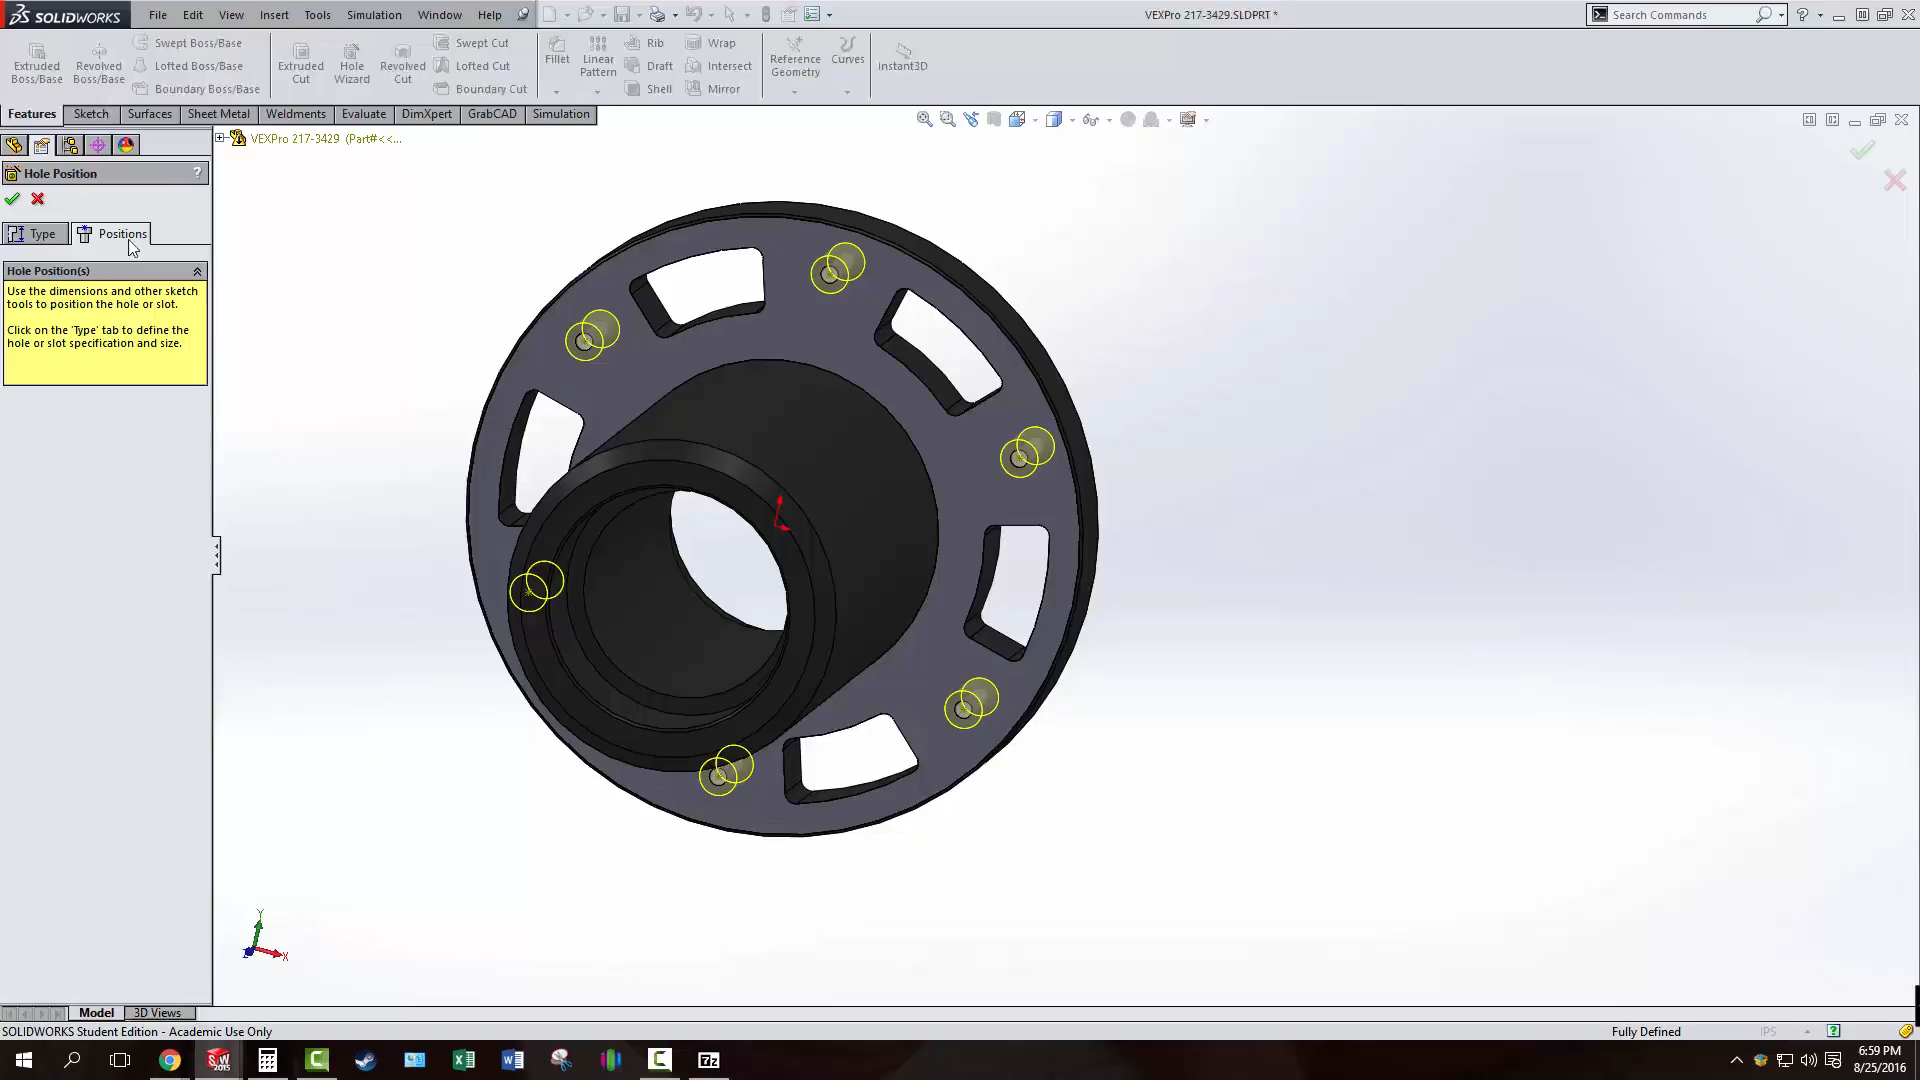 SOLIDWORKS File Edit View Insert Tools Simulation Window Help VEXPro 217-3429.SLDPRT * Search Commands
Extruded Boss/Base
Revolved Boss/Base
Swept Boss/Base
Lofted Boss/Base
Boundary Boss/Base
Extruded Cut
Hole Wizard
Revolved Cut
Swept Cut
Lofted Cut
Boundary Cut
Fillet
Linear Pattern
Rib
Draft
Shell
Wrap
Intersect
Mirror
Reference Geometry
Curves
Instant3D
Features Sketch Surfaces Sheet Metal Weldments Evaluate DimXpert GrabCAD Simulation
VEXPro 217-3429 (Part#<<...
Hole Position ?
Type Positions
Hole Position(s)
Use the dimensions and other sketch
tools to position the hole or slot.
Click on the 'Type' tab to define the
hole or slot specification and size.
Y
X
Model 3D Views
SOLIDWORKS Student Edition - Academic Use Only Fully Defined IPS
SW 2015
7z
6:59 PM
8/25/2016